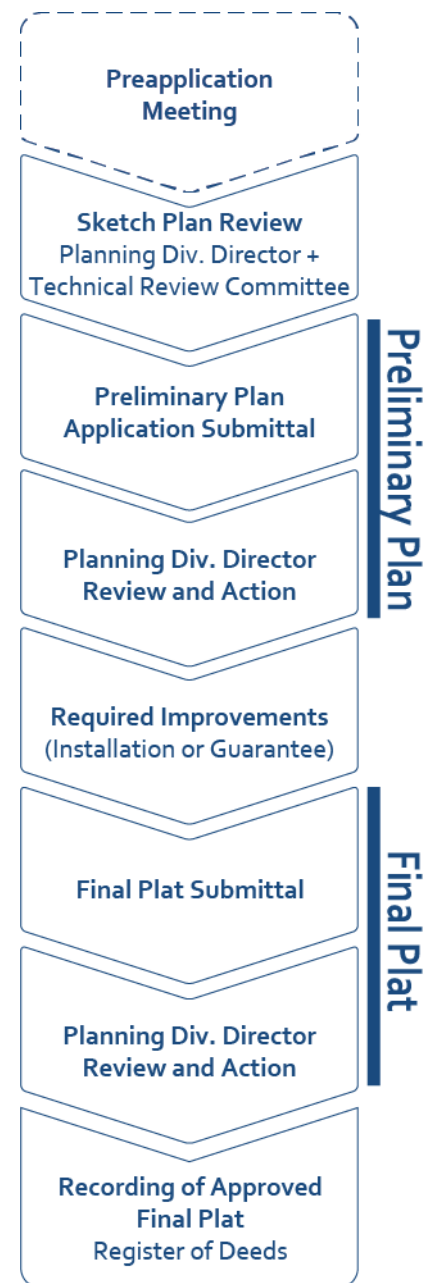 Preapplication
Meeting
Sketch Plan Review
Planning Div. Director +
Technical Review Committee
Preliminary Plan
Application Submittal
Planning Div. Director
Review and Action
Preliminary Plan
Required Improvements
(Installation or Guarantee)
Final Plat Submittal
Planning Div. Director
Review and Action
Final Plat
Recording of Approved
Final Plat
Register of Deeds